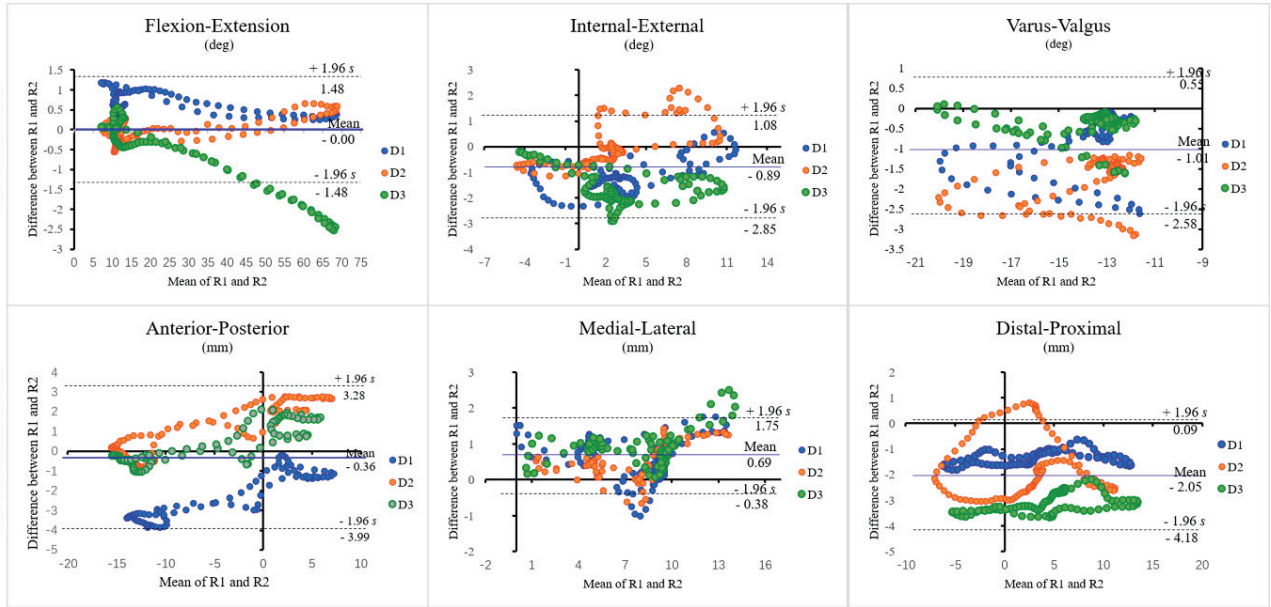 Flexion-Extension
(deg)
Difference between R1 and R2
1.5
1
0.5
0
-0.5
-1
-1.5
-2
-2.5
-3
+ 1.96 s
1.48
Mean
- 0.00
- 1.96 s
- 1.48
D1
D2
D3
0 5 10 15 20 25 30 35 40 45 50 55 60 65 70 75
Mean of R1 and R2
Internal-External
(deg)
Difference between R1 and R2
3
2
1
0
-1
-2
-3
-4
+ 1.96 s
1.08
Mean
- 0.89
- 1.96 s
- 2.85
D1
D2
D3
-7 -4 -1 2 5 8 11 14
Mean of R1 and R2
Varus-Valgus
(deg)
Difference between R1 and R2
1
0.5
0
-0.5
-1
-1.5
-2
-2.5
-3
-3.5
+ 1.96 s
0.55
Mean
- 1.01
- 1.96 s
- 2.58
D1
D2
D3
-21 -19 -17 -15 -13 -11 -9
Mean of R1 and R2
Anterior-Posterior
(mm)
Difference between R1 and R2
4
3
2
1
0
-1
-2
-3
-4
-5
+ 1.96 s
3.28
Mean
- 0.36
- 1.96 s
- 3.99
D1
D2
D3
-20 -15 -10 -5 0 5 10
Mean of R1 and R2
Medial-Lateral
(mm)
Difference between R1 and R2
3
2
1
0
-1
-2
+ 1.96 s
1.75
Mean
0.69
- 1.96 s
- 0.38
D1
D2
D3
-2 1 4 7 10 13 16
Mean of R1 and R2
Distal-Proximal
(mm)
Difference between R1 and R2
2
1
0
-1
-2
-3
-4
-5
+ 1.96 s
0.09
Mean
- 2.05
- 1.96 s
- 4.18
D1
D2
D3
-10 -5 0 5 10 15 20
Mean of R1 and R2